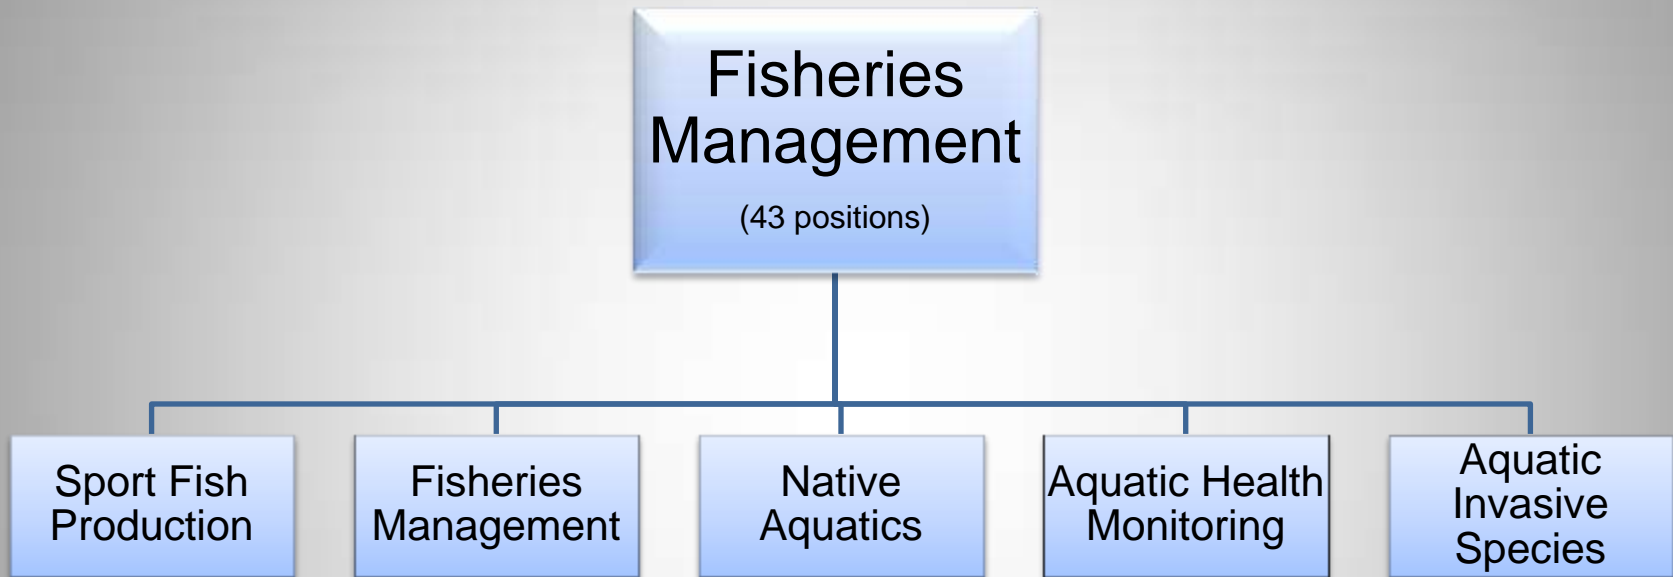 Fisheries
Management
(43 positions)
Sport Fish
Production
Fisheries
Management
Native
Aquatics
Aquatic Health
Monitoring
Aquatic
Invasive
Species